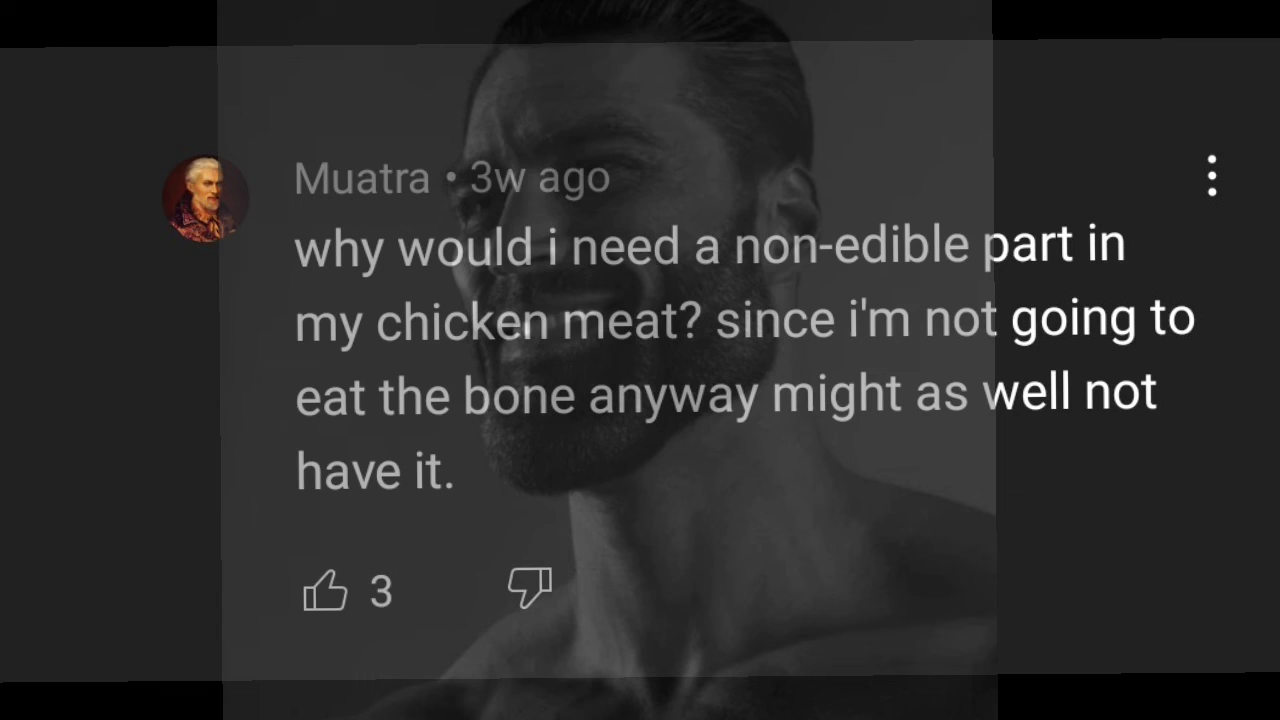 Muatra • 3w ago
why would i need a non-edible part in
my chicken meat? since i'm not going to
eat the bone anyway might as well not
have it.
3